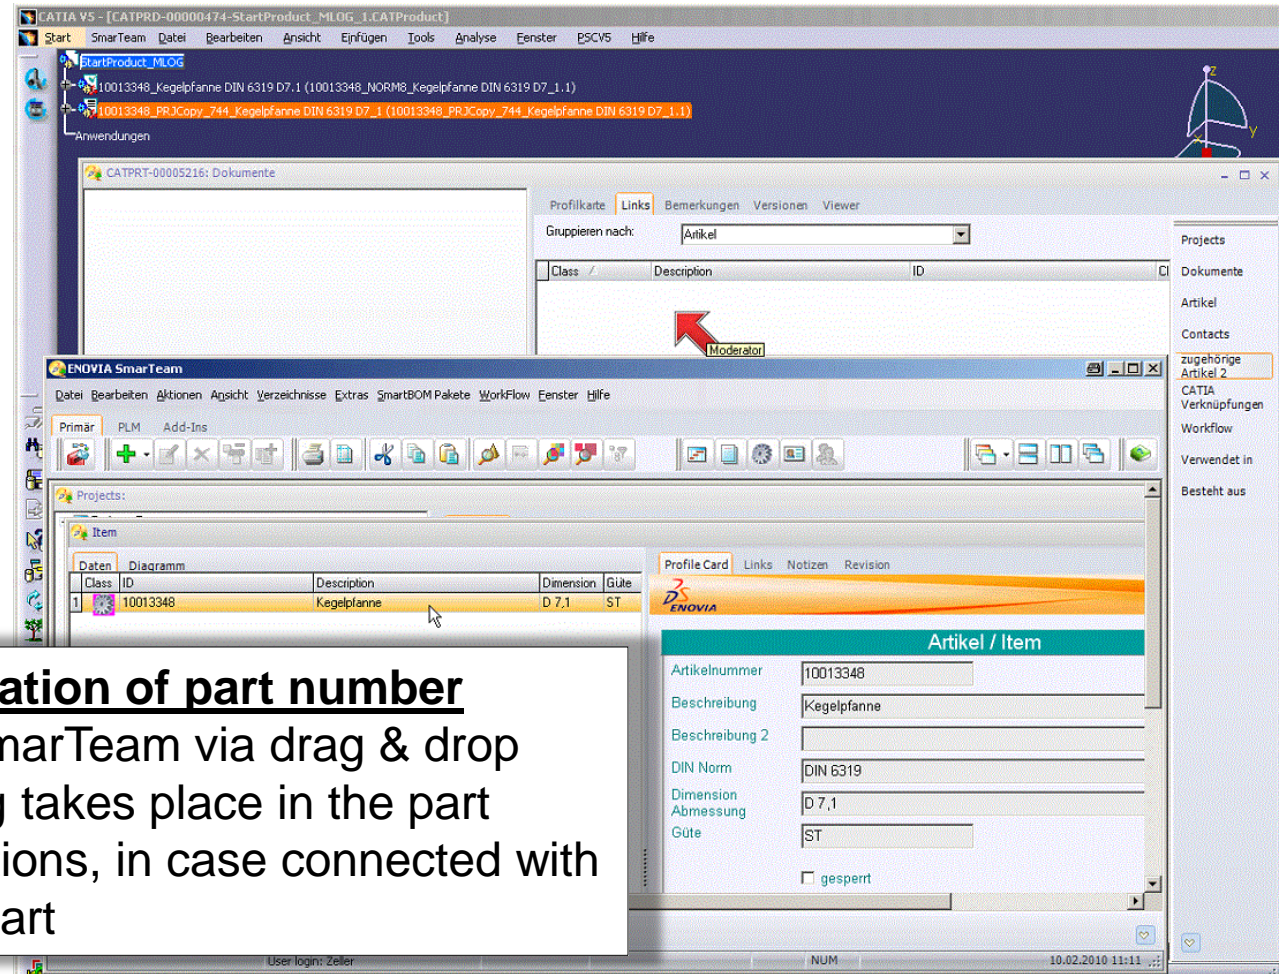 CATIA V5 - [CATPRD-00000474-StartProduct_MLOG_1.CATProduct]
Start SmarTeam Datei Bearbeiten Ansicht Einfügen Tools Analyse Fenster PSCV5 Hilfe
StartProduct_MLOG
10013348_Kegelpfanne DIN 6319 D7.1 (10013348_NORM8_Kegelpfanne DIN 6319 D7_1.1)
10013348_PRJCopy_744_Kegelpfanne DIN 6319 D7_1 (10013348_PRJCopy_744_Kegelpfanne DIN 6319 D7_1.1)
Anwendungen
z
y
x
CATPRT-00005216: Dokumente
Profilkarte Links Bemerkungen Versionen Viewer
Gruppieren nach: Artikel
Class Description ID Cl
Projects
Dokumente
Artikel
Contacts
zugehörige
Artikel 2
CATIA
Verknüpfungen
Workflow
Verwendet in
Besteht aus
Moderator
ENOVIA SmarTeam
Datei Bearbeiten Aktionen Ansicht Verzeichnisse Extras SmartBOM Pakete WorkFlow Fenster Hilfe
Primär PLM Add-Ins
Projects:
Item
Daten Diagramm
Class ID Description Dimension Güte
1 10013348 Kegelpfanne D 7,1 ST
Profile Card Links Notizen Revision
DS
ENOVIA
Artikel / Item
Artikelnummer 10013348
Beschreibung Kegelpfanne
Beschreibung 2
DIN Norm DIN 6319
Dimension
Abmessung D 7,1
Güte ST
gesperrt
ation of part number
marTeam via drag & drop
g takes place in the part
ions, in case connected with
art
User login: Zeller NUM 10.02.2010 11:11